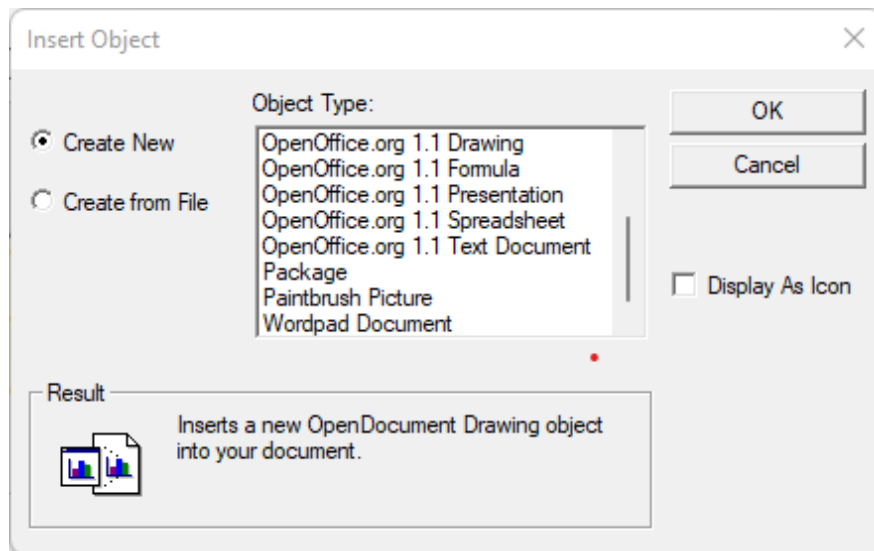 Insert Object
Object Type:
Create New
Create from File
OpenOffice.org 1.1 Drawing
OpenOffice.org 1.1 Formula
OpenOffice.org 1.1 Presentation
OpenOffice.org 1.1 Spreadsheet
OpenOffice.org 1.1 Text Document
Package
Paintbrush Picture
Wordpad Document
OK
Cancel
Display As Icon
Result
Inserts a new OpenDocument Drawing object
into your document.